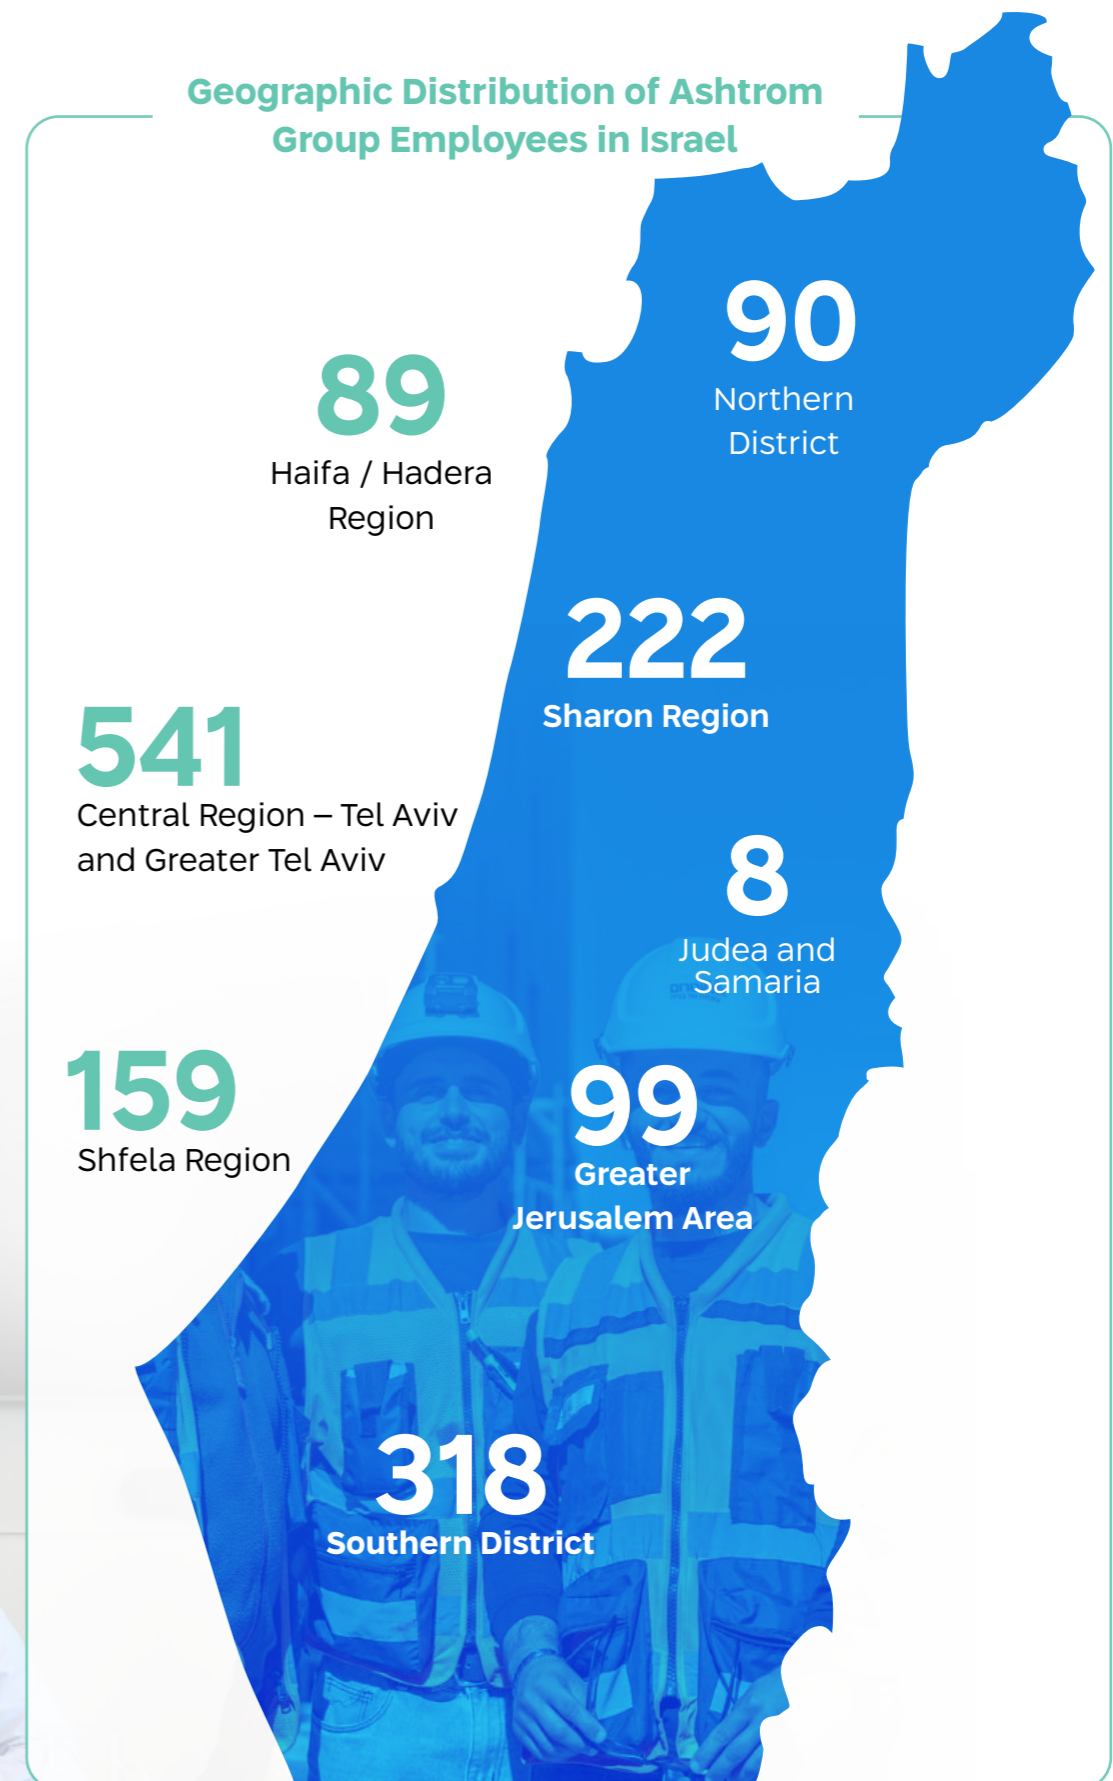 Geographic Distribution of Ashtrom
Group Employees in Israel
90
Northern
District
89
Haifa / Hadera
Region
222
Sharon Region
541
Central Region – Tel Aviv
and Greater Tel Aviv
8
Judea and
Samaria
159
Shfela Region
99
Greater
Jerusalem Area
318
Southern District